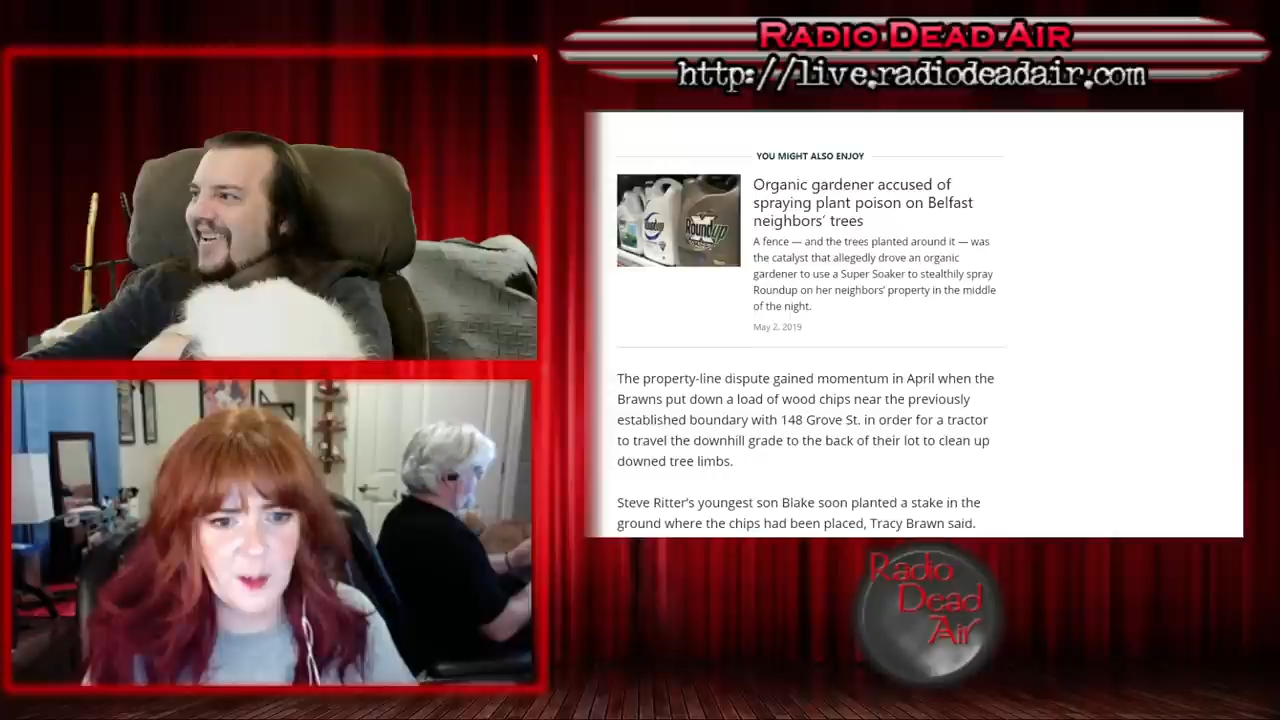 RADIO DEAD AIR
http://live.radiodeadair.com
YOU MIGHT ALSO ENJOY
Organic gardener accused of
spraying plant poison on Belfast
neighbors' trees
A fence — and the trees planted around it — was
the catalyst that allegedly drove an organic
gardener to use a Super Soaker to stealthily spray
Roundup on her neighbors' property in the middle
of the night.
May 2, 2019
Roundup
The property-line dispute gained momentum in April when the
Brawns put down a load of wood chips near the previously
established boundary with 148 Grove St. in order for a tractor
to travel the downhill grade to the back of their lot to clean up
downed tree limbs.
Steve Ritter's youngest son Blake soon planted a stake in the
ground where the chips had been placed, Tracy Brawn said.
Radio
Dead
Air